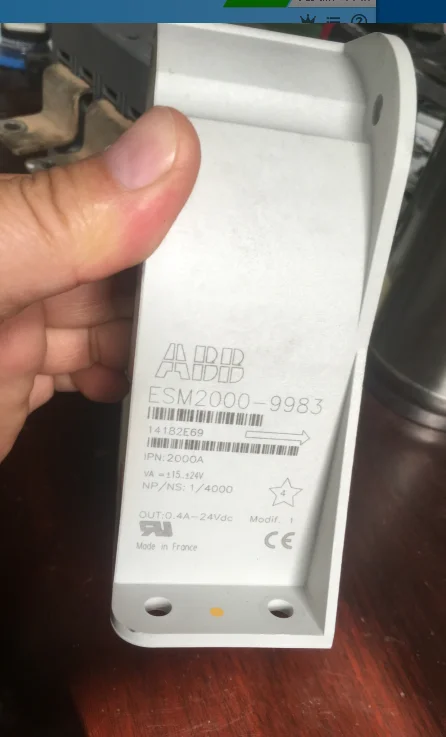 ABB
ESM2000-9983
141B2E69
IPN:2000A
VA =±15..±24V
NP/NS: 1/4000
4
OUT:0.4A-24Vdc Modif. 1
Made in France CE